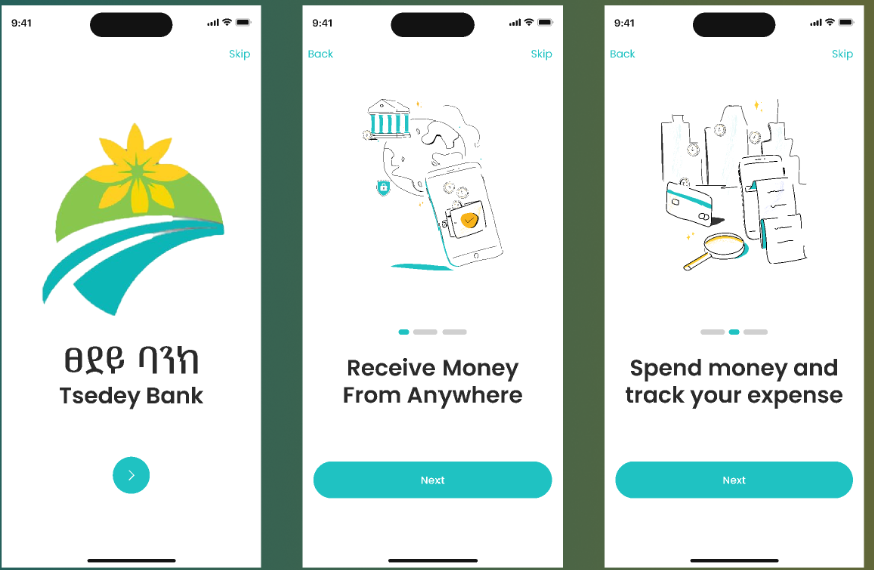 9:41
Skip
ፀደይ ባንክ
Tsedey Bank
9:41
Back
Skip
Receive Money
From Anywhere
Next
9:41
Back
Skip
Spend money and
track your expense
Next